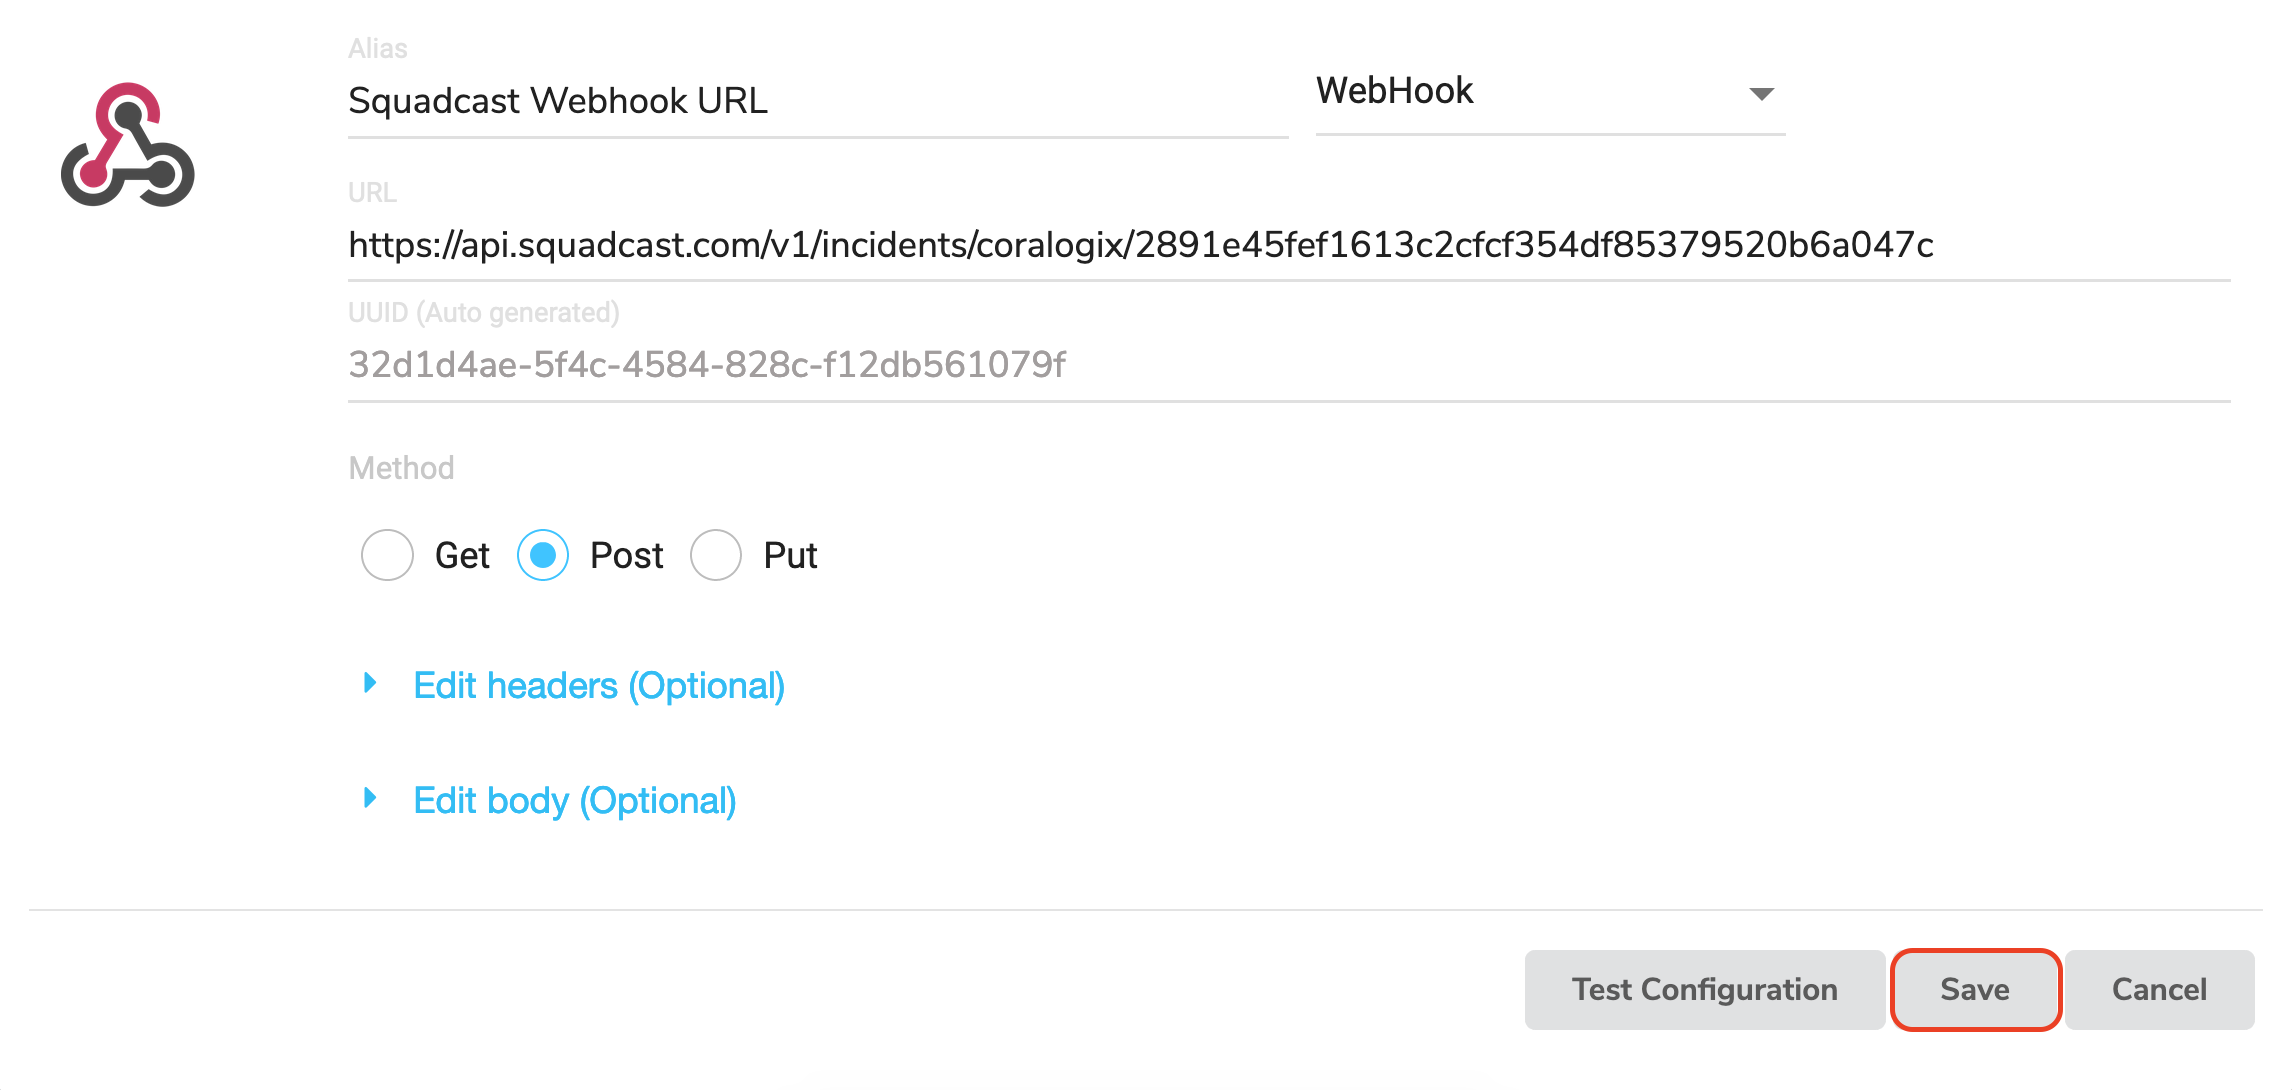 Alias
Squadcast Webhook URL
WebHook
URL
https://api.squadcast.com/v1/incidents/coralogix/2891e45fef1613c2cfcf354df85379520b6a047c
UUID (Auto generated)
32d1d4ae-5f4c-4584-828c-f12db561079f
Method
Get Post Put
Edit headers (Optional)
Edit body (Optional)
Test Configuration Save Cancel